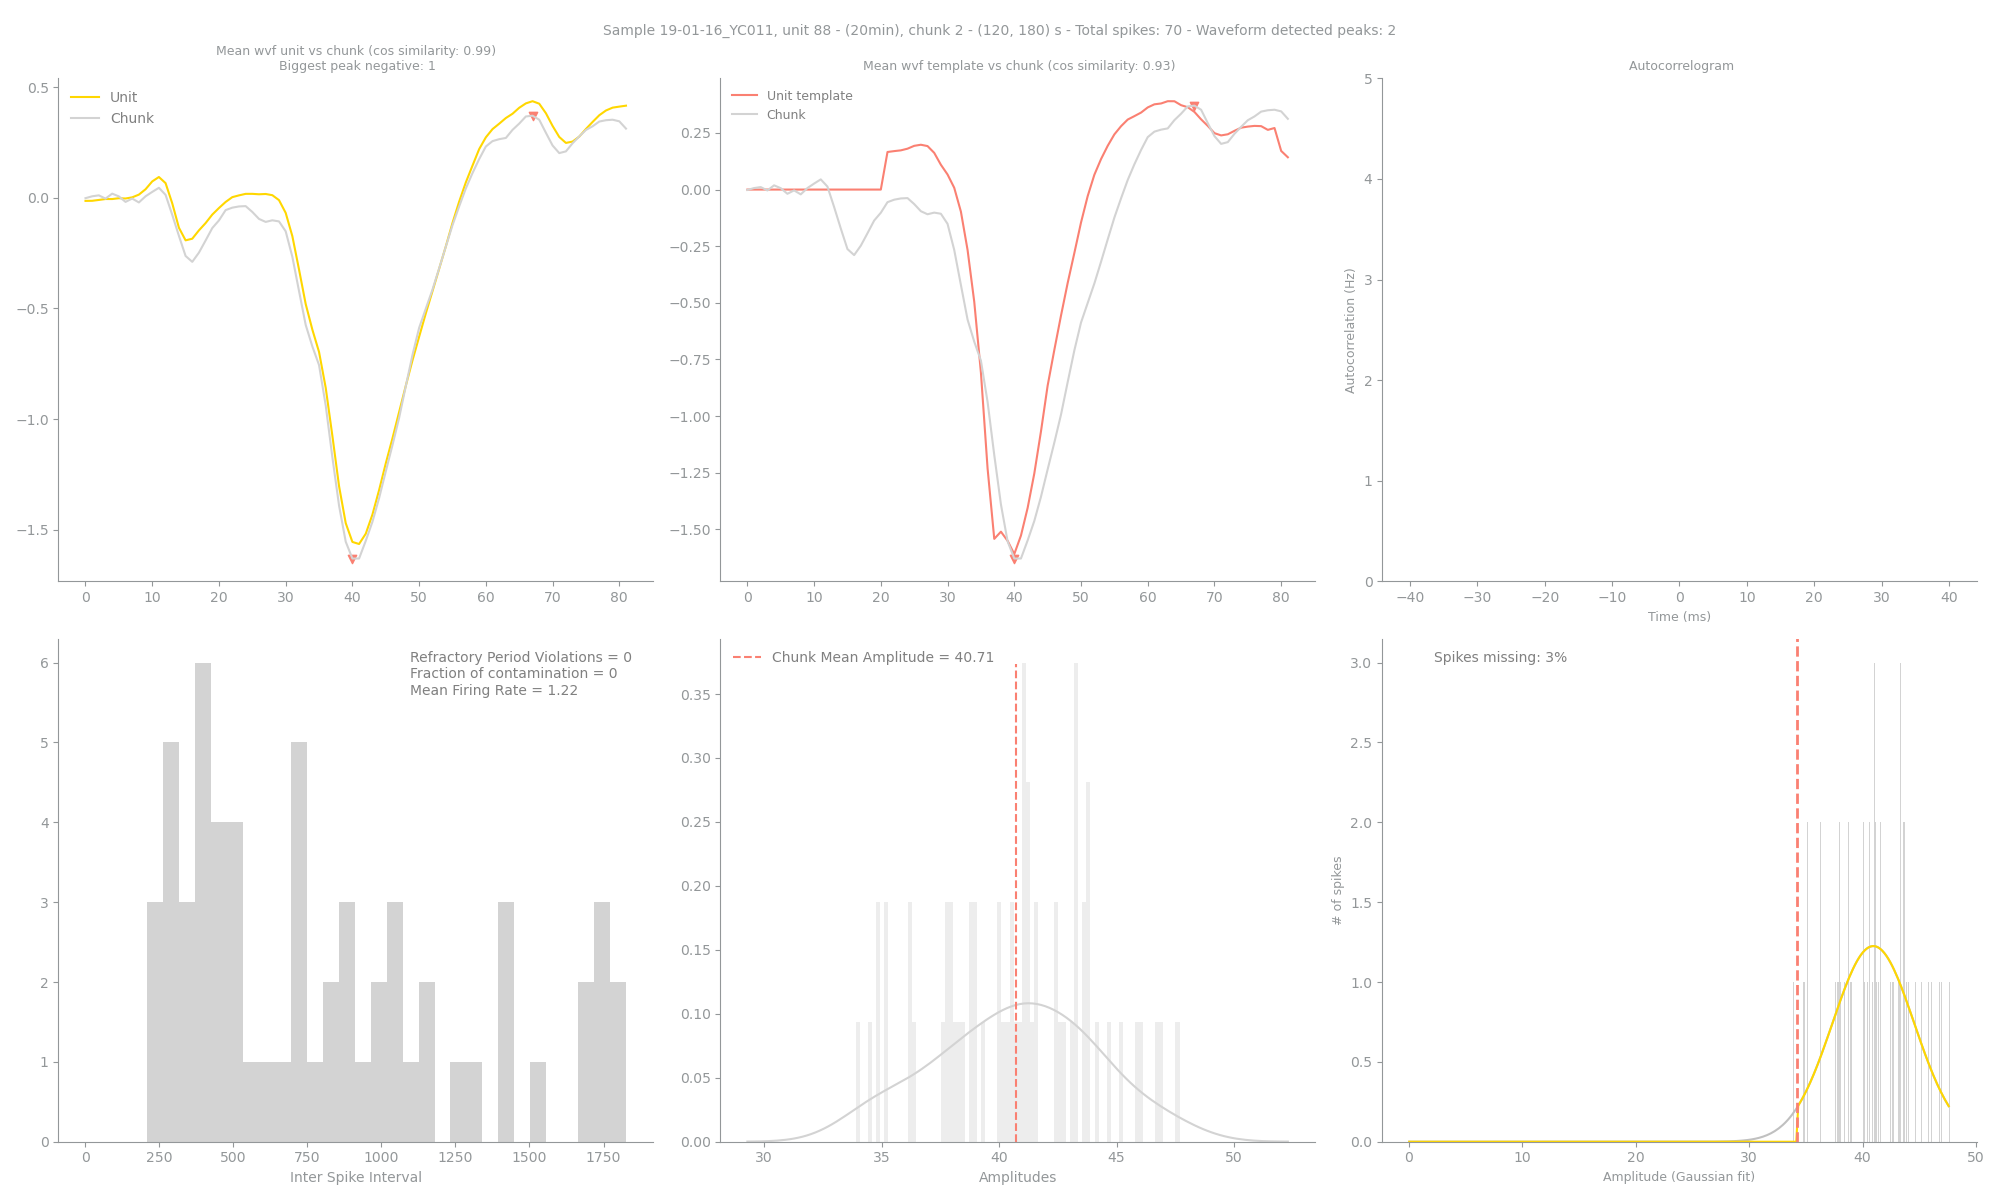 Sample 19-01-16_YC011, unit 88 - (20min), chunk 2 - (120, 180) s - Total spikes: 70 - Waveform detected peaks: 2
Mean wvf unit vs chunk (cos similarity: 0.99)
Biggest peak negative: 1
Unit
Chunk
0.5
0.0
−0.5
−1.0
−1.5
0 10 20 30 40 50 60 70 80
Mean wvf template vs chunk (cos similarity: 0.93)
Unit template
Chunk
0.25
0.00
−0.25
−0.50
−0.75
−1.00
−1.25
−1.50
0 10 20 30 40 50 60 70 80
Autocorrelogram
Autocorrelation (Hz)
5
4
3
2
1
0
−40 −30 −20 −10 0 10 20 30 40
Time (ms)
Refractory Period Violations = 0
Fraction of contamination = 0
Mean Firing Rate = 1.22
6
5
4
3
2
1
0
0 250 500 750 1000 1250 1500 1750
Inter Spike Interval
Chunk Mean Amplitude = 40.71
0.35
0.30
0.25
0.20
0.15
0.10
0.05
0.00
30 35 40 45 50
Amplitudes
Spikes missing: 3%
# of spikes
3.0
2.5
2.0
1.5
1.0
0.5
0.0
0 10 20 30 40 50
Amplitude (Gaussian fit)